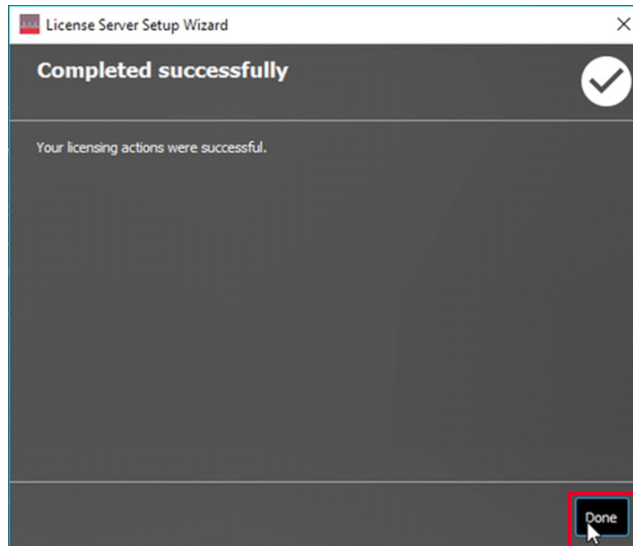 License Server Setup Wizard
Completed successfully
Your licensing actions were successful.
Done